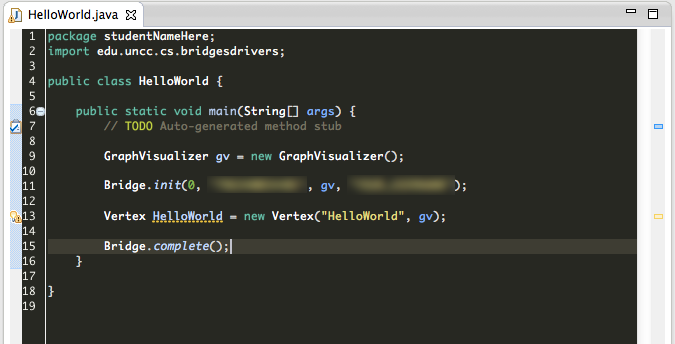 HelloWorld.java
1 package studentNameHere;
2 import edu.uncc.cs.bridgesdrivers;
3
4 public class HelloWorld {
5
6 public static void main(String[] args) {
7 // TODO Auto-generated method stub
8
9 GraphVisualizer gv = new GraphVisualizer();
10
11 Bridge.init(0, , gv, );
12
13 Vertex HelloWorld = new Vertex("HelloWorld", gv);
14
15 Bridge.complete();
16 }
17
18 }
19